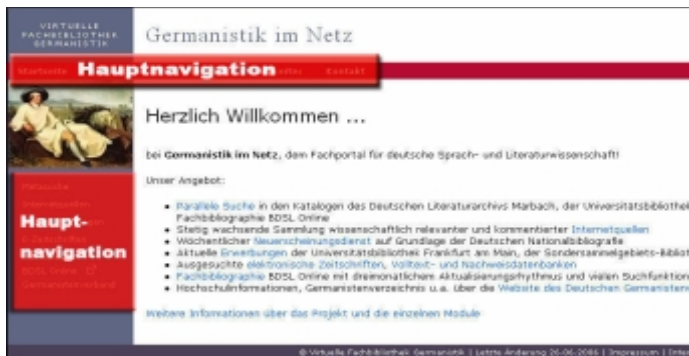 VIRTUELLE
FACHBIBLIOTHEK
GERMANISTIK
Germanistik im Netz
Startseite Hauptnavigation Kontakt
Herzlich Willkommen ...
bei Germanistik im Netz, dem Fachportal für deutsche Sprach- und Literaturwissenschaft!
Unser Angebot:
Parallele Suche in den Katalogen des Deutschen Literaturarchivs Marbach, der Universitätsbibliothek
Fachbibliographie BDSL Online
Stetig wachsende Sammlung wissenschaftlich relevanter und kommentierter Internetquellen
Wöchentlicher Neuerscheinungsdienst auf Grundlage der Deutschen Nationalbibliografie
Aktuelle Erwerbungen der Universitätsbibliothek Frankfurt am Main, der Sondersammelgebiets-Bibliot
Ausgesuchte elektronische Zeitschriften, Volltext- und Nachweisdatenbanken
Fachbibliographie BDSL Online mit dreimonatlichem Aktualisierungsrhythmus und vielen Suchfunktion
Hochschulinformationen, Germanistenverzeichnis u.a. über die Website des Deutschen Germanistenv
Weitere Informationen über das Projekt und die einzelnen Module
Metasuche
Internetquellen
Haupt-
navigation
BDSL Online
Germanistenverband
© Virtuelle Fachbibliothek Germanistik | Letzte Änderung 26.06.2006 | Impressum |